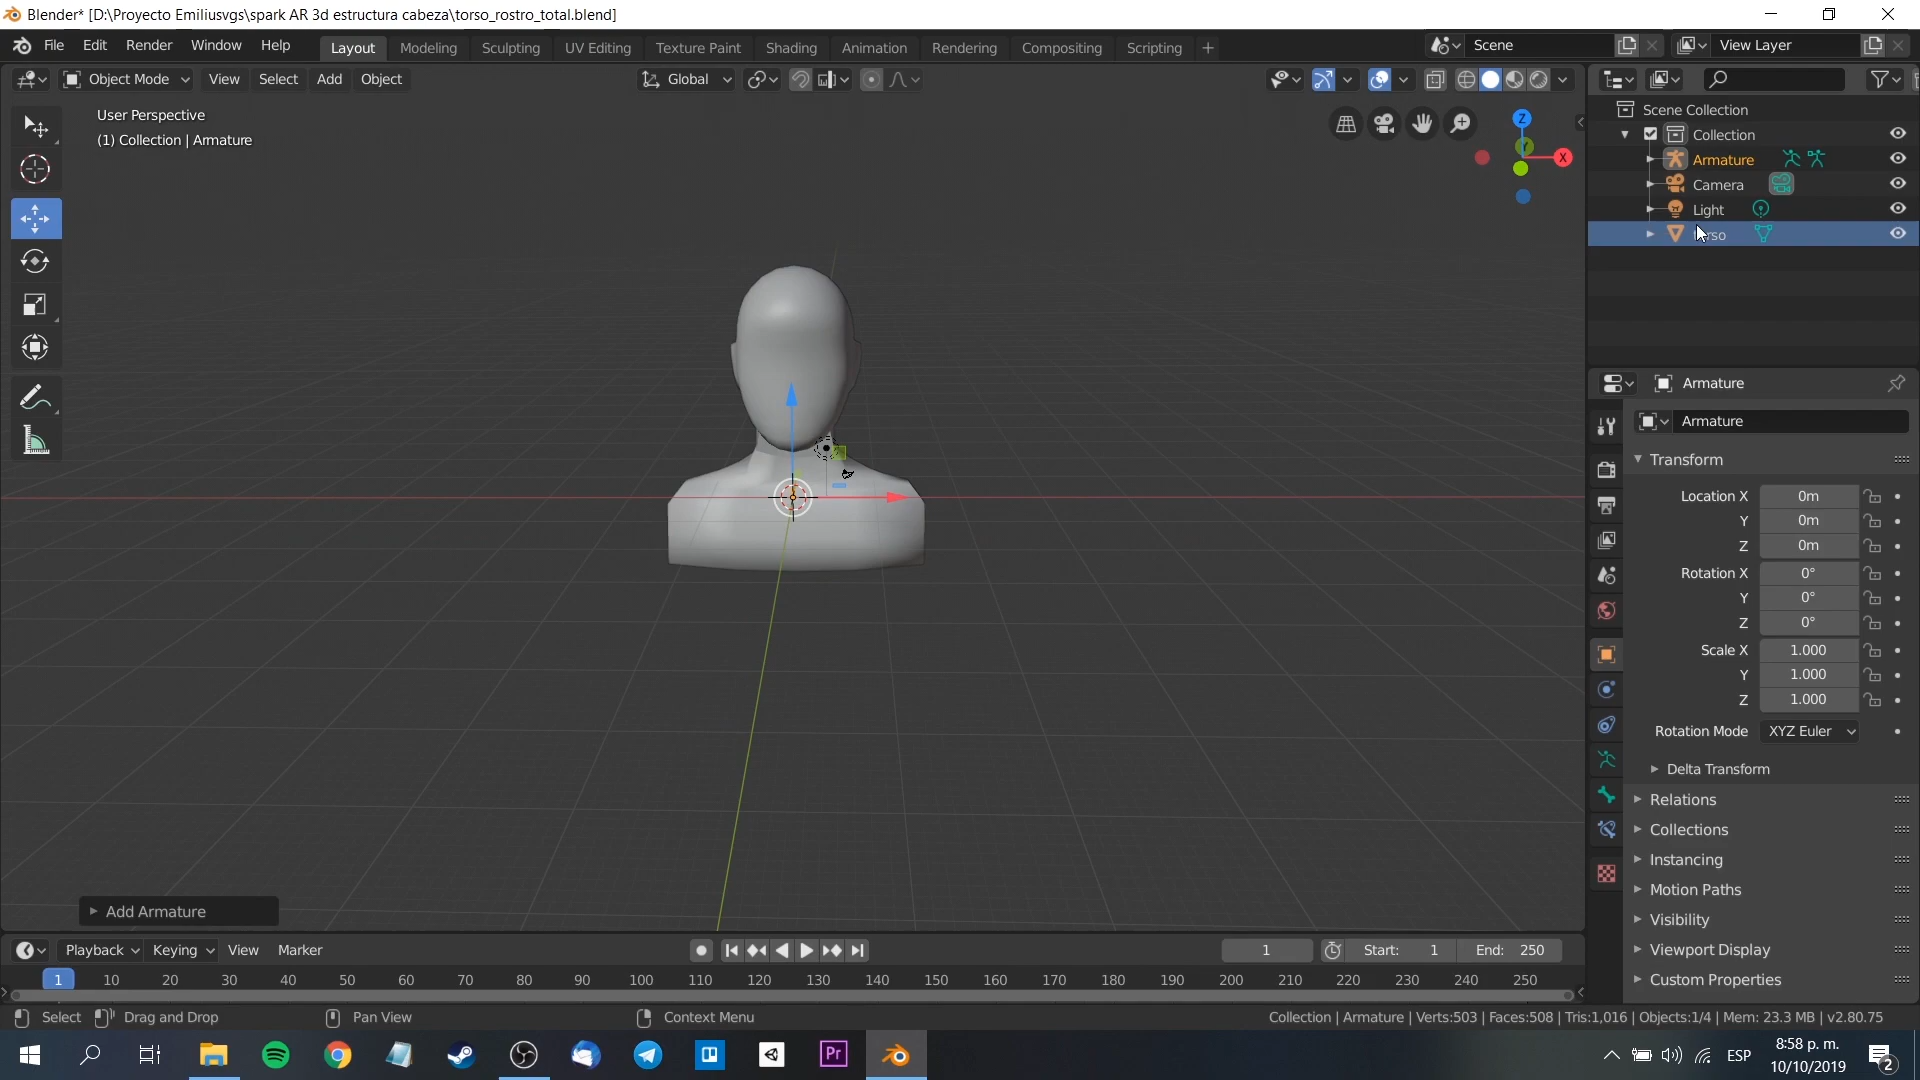 Blender* [D:\Proyecto Emiliusvgs\spark AR 3d estructura cabeza\torso_rostro_total.blend]
File Edit Render Window Help Layout Modeling Sculpting UV Editing Texture Paint Shading Animation Rendering Compositing Scripting + Scene View Layer
Object Mode View Select Add Object Global
User Perspective
(1) Collection | Armature
Z
Y
X
Scene Collection
Collection
Armature
Camera
Light
Armature
Armature
Transform
Location X 0m
Y 0m
Z 0m
Rotation X 0°
Y 0°
Z 0°
Scale X 1.000
Y 1.000
Z 1.000
Rotation Mode XYZ Euler
Delta Transform
Relations
Collections
Instancing
Motion Paths
Visibility
Viewport Display
Custom Properties
Add Armature
Playback Keying View Marker 1 Start: 1 End: 250
1 10 20 30 40 50 60 70 80 90 100 110 120 130 140 150 160 170 180 190 200 210 220 230 240 250
Select Drag and Drop Pan View Context Menu Collection | Armature | Verts:503 | Faces:508 | Tris:1,016 | Objects:1/4 | Mem: 23.3 MB | v2.80.75
Pr
ESP
8:58 p. m.
10/10/2019
2